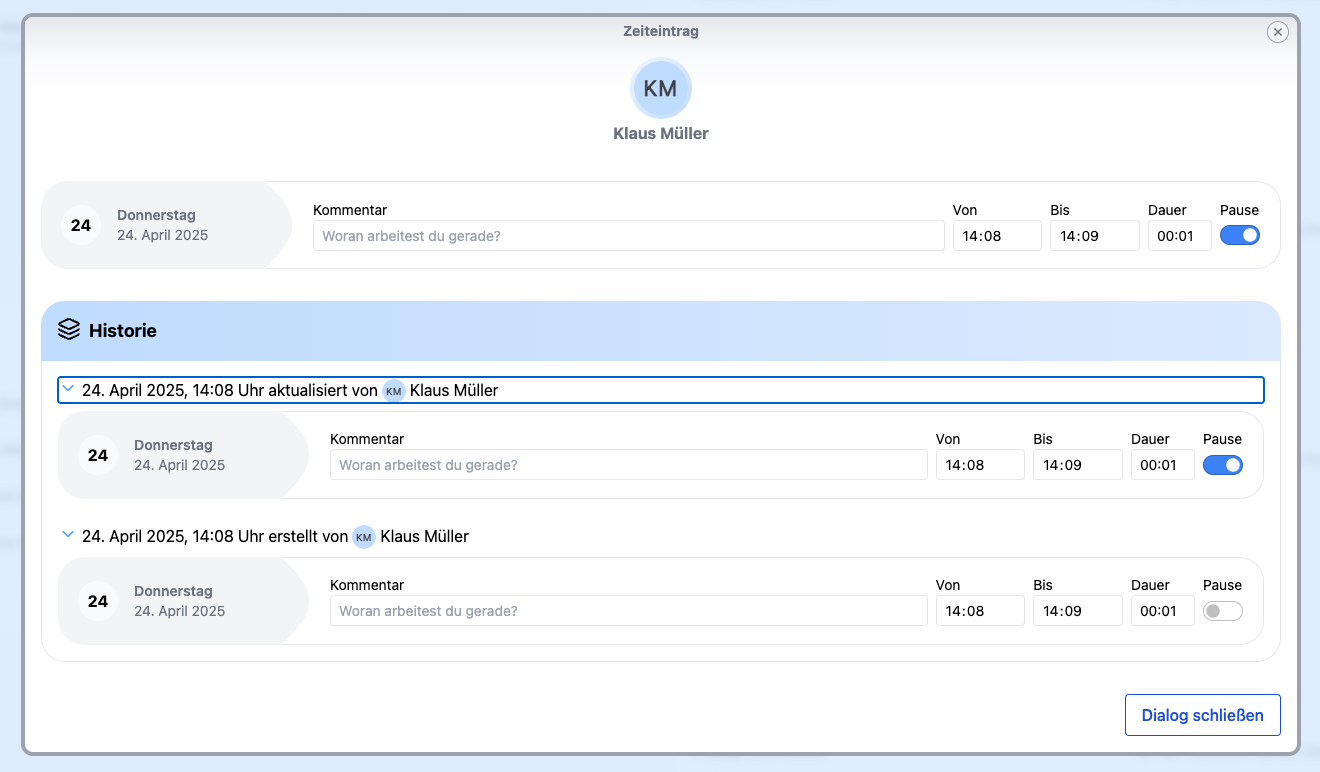 Zeiteintrag
KM
Klaus Müller
24
Donnerstag
24. April 2025
Kommentar
Woran arbeitest du gerade?
Von
14:08
Bis
14:09
Dauer
00:01
Pause
Historie
24. April 2025, 14:08 Uhr aktualisiert von KM Klaus Müller
24
Donnerstag
24. April 2025
Kommentar
Woran arbeitest du gerade?
Von
14:08
Bis
14:09
Dauer
00:01
Pause
24. April 2025, 14:08 Uhr erstellt von KM Klaus Müller
24
Donnerstag
24. April 2025
Kommentar
Woran arbeitest du gerade?
Von
14:08
Bis
14:09
Dauer
00:01
Pause
Dialog schließen